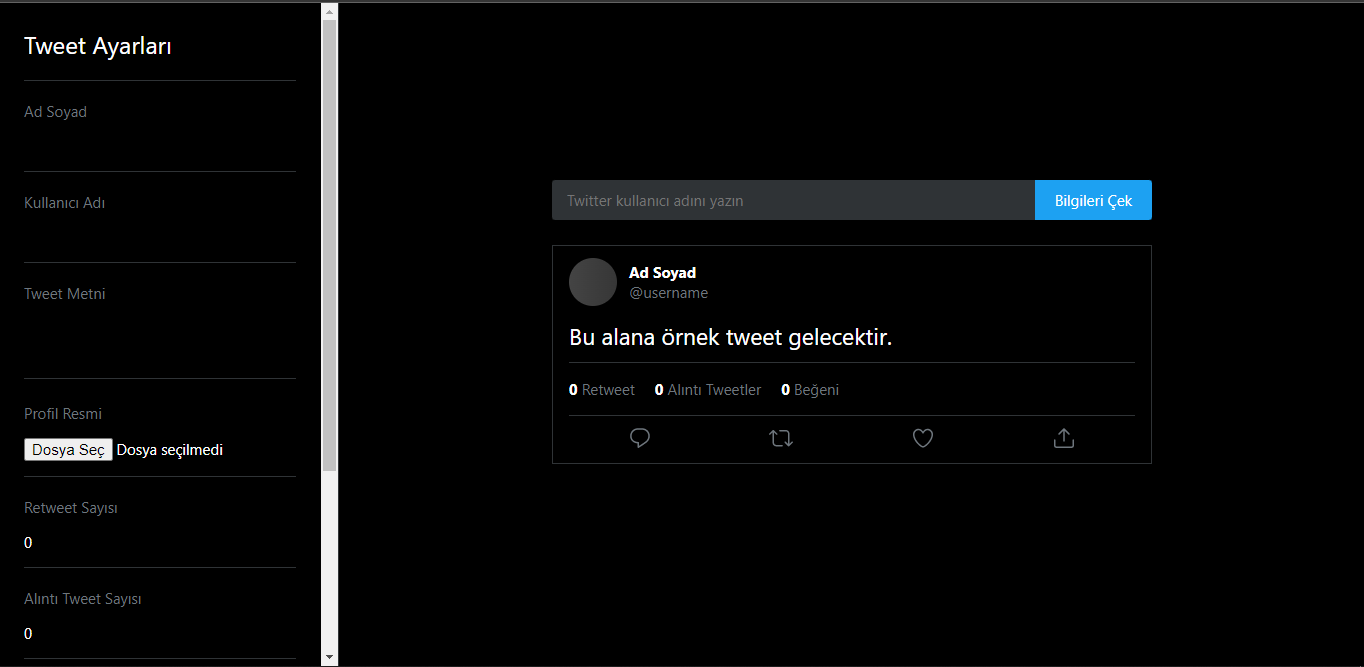 Tweet Ayarları
Ad Soyad
Kullanıcı Adı
Tweet Metni
Profil Resmi
Dosya Seç Dosya seçilmedi
Retweet Sayısı
0
Alıntı Tweet Sayısı
0
Twitter kullanıcı adını yazın Bilgileri Çek
Ad Soyad
@username
Bu alana örnek tweet gelecektir.
0 Retweet 0 Alıntı Tweetler 0 Beğeni